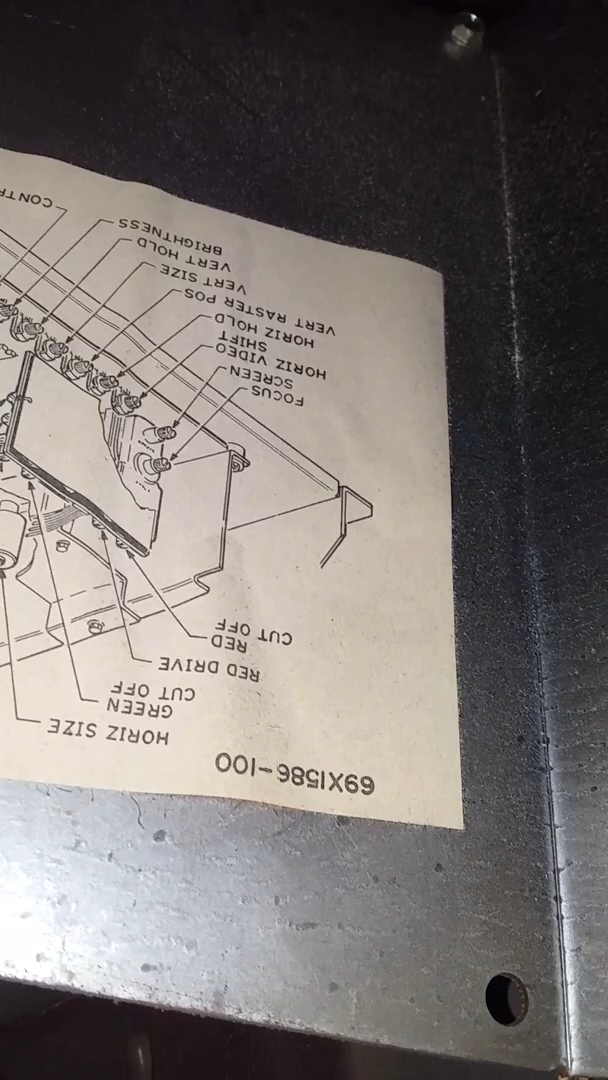 69X1586-100
HORIZ SIZE
GREEN
CUT OFF
RED DRIVE
RED
CUT OFF
FOCUS
SCREEN
HORIZ VIDEO
SHIFT
HORIZ HOLD
VERT RASTER POS
VERT SIZE
VERT HOLD
BRIGHTNESS